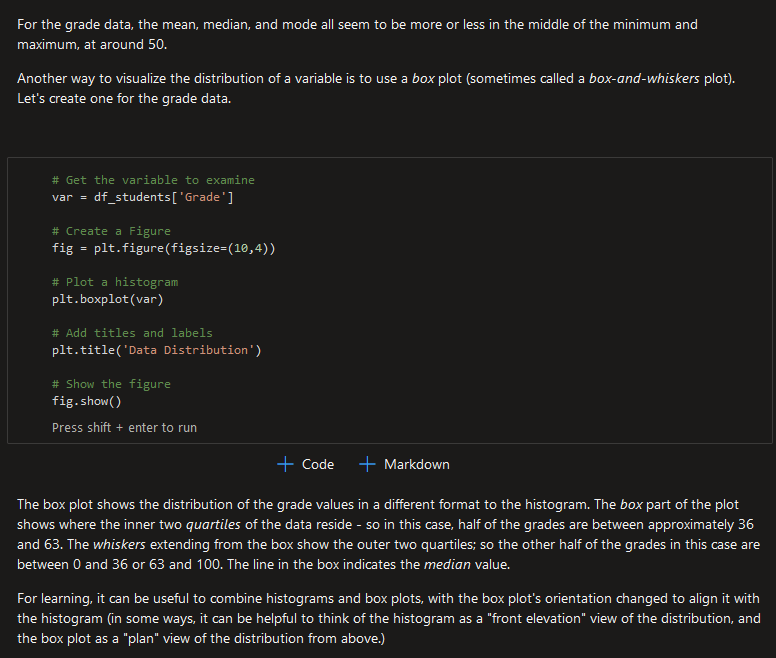 For the grade data, the mean, median, and mode all seem to be more or less in the middle of the minimum and
maximum, at around 50.
Another way to visualize the distribution of a variable is to use a box plot (sometimes called a box-and-whiskers plot).
Let's create one for the grade data.
# Get the variable to examine
var = df_students['Grade']
# Create a Figure
fig = plt.figure(figsize=(10,4))
# Plot a histogram
plt.boxplot(var)
# Add titles and labels
plt.title('Data Distribution')
# Show the figure
fig.show()
Press shift + enter to run
+ Code + Markdown
The box plot shows the distribution of the grade values in a different format to the histogram. The box part of the plot
shows where the inner two quartiles of the data reside - so in this case, half of the grades are between approximately 36
and 63. The whiskers extending from the box show the outer two quartiles; so the other half of the grades in this case are
between 0 and 36 or 63 and 100. The line in the box indicates the median value.
For learning, it can be useful to combine histograms and box plots, with the box plot's orientation changed to align it with
the histogram (in some ways, it can be helpful to think of the histogram as a "front elevation" view of the distribution, and
the box plot as a "plan" view of the distribution from above.)